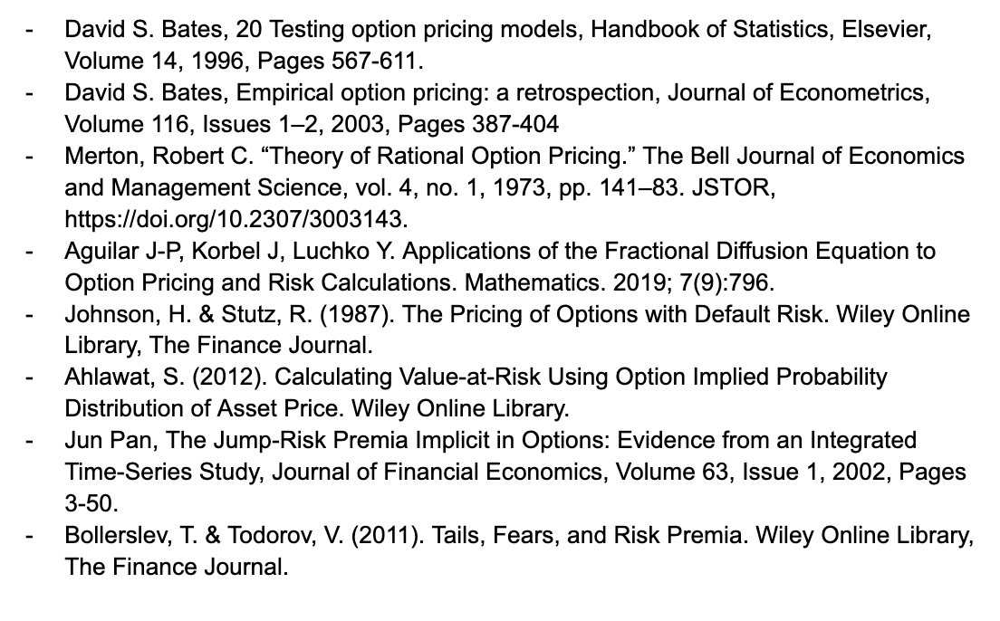 - David S. Bates, 20 Testing option pricing models, Handbook of Statistics, Elsevier,
Volume 14, 1996, Pages 567-611.
- David S. Bates, Empirical option pricing: a retrospection, Journal of Econometrics,
Volume 116, Issues 1–2, 2003, Pages 387-404
- Merton, Robert C. “Theory of Rational Option Pricing.” The Bell Journal of Economics
and Management Science, vol. 4, no. 1, 1973, pp. 141–83. JSTOR,
https://doi.org/10.2307/3003143.
- Aguilar J-P, Korbel J, Luchko Y. Applications of the Fractional Diffusion Equation to
Option Pricing and Risk Calculations. Mathematics. 2019; 7(9):796.
- Johnson, H. & Stutz, R. (1987). The Pricing of Options with Default Risk. Wiley Online
Library, The Finance Journal.
- Ahlawat, S. (2012). Calculating Value-at-Risk Using Option Implied Probability
Distribution of Asset Price. Wiley Online Library.
- Jun Pan, The Jump-Risk Premia Implicit in Options: Evidence from an Integrated
Time-Series Study, Journal of Financial Economics, Volume 63, Issue 1, 2002, Pages
3-50.
- Bollerslev, T. & Todorov, V. (2011). Tails, Fears, and Risk Premia. Wiley Online Library,
The Finance Journal.